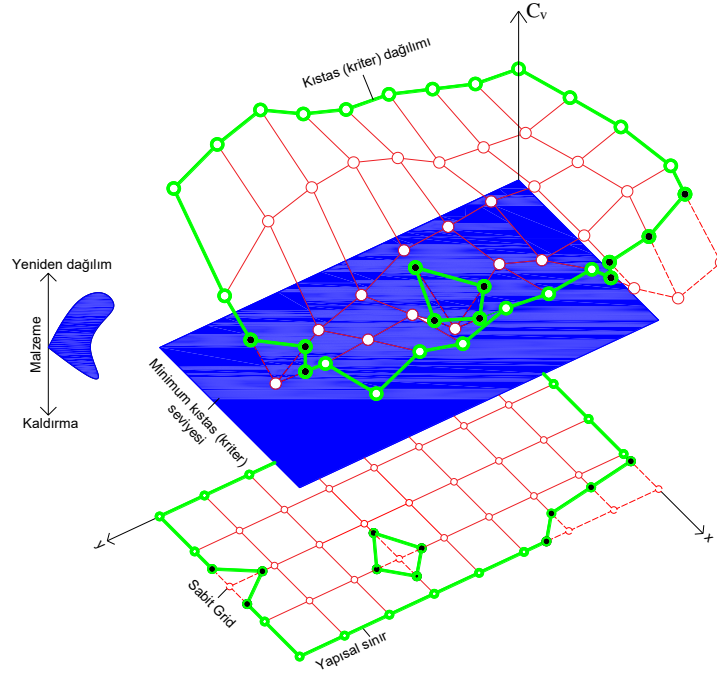 Cv
Kıstas (kriter) dağılımı
Yeniden dağılım
Malzeme
Kaldırma
Minimum kıstas (kriter)
seviyesi
y
x
Sabit Grid
Yapısal sınır